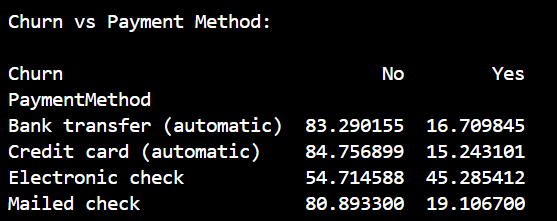 Churn vs Payment Method:
Churn No Yes
PaymentMethod
Bank transfer (automatic) 83.290155 16.709845
Credit card (automatic) 84.756899 15.243101
Electronic check 54.714588 45.285412
Mailed check 80.893300 19.106700